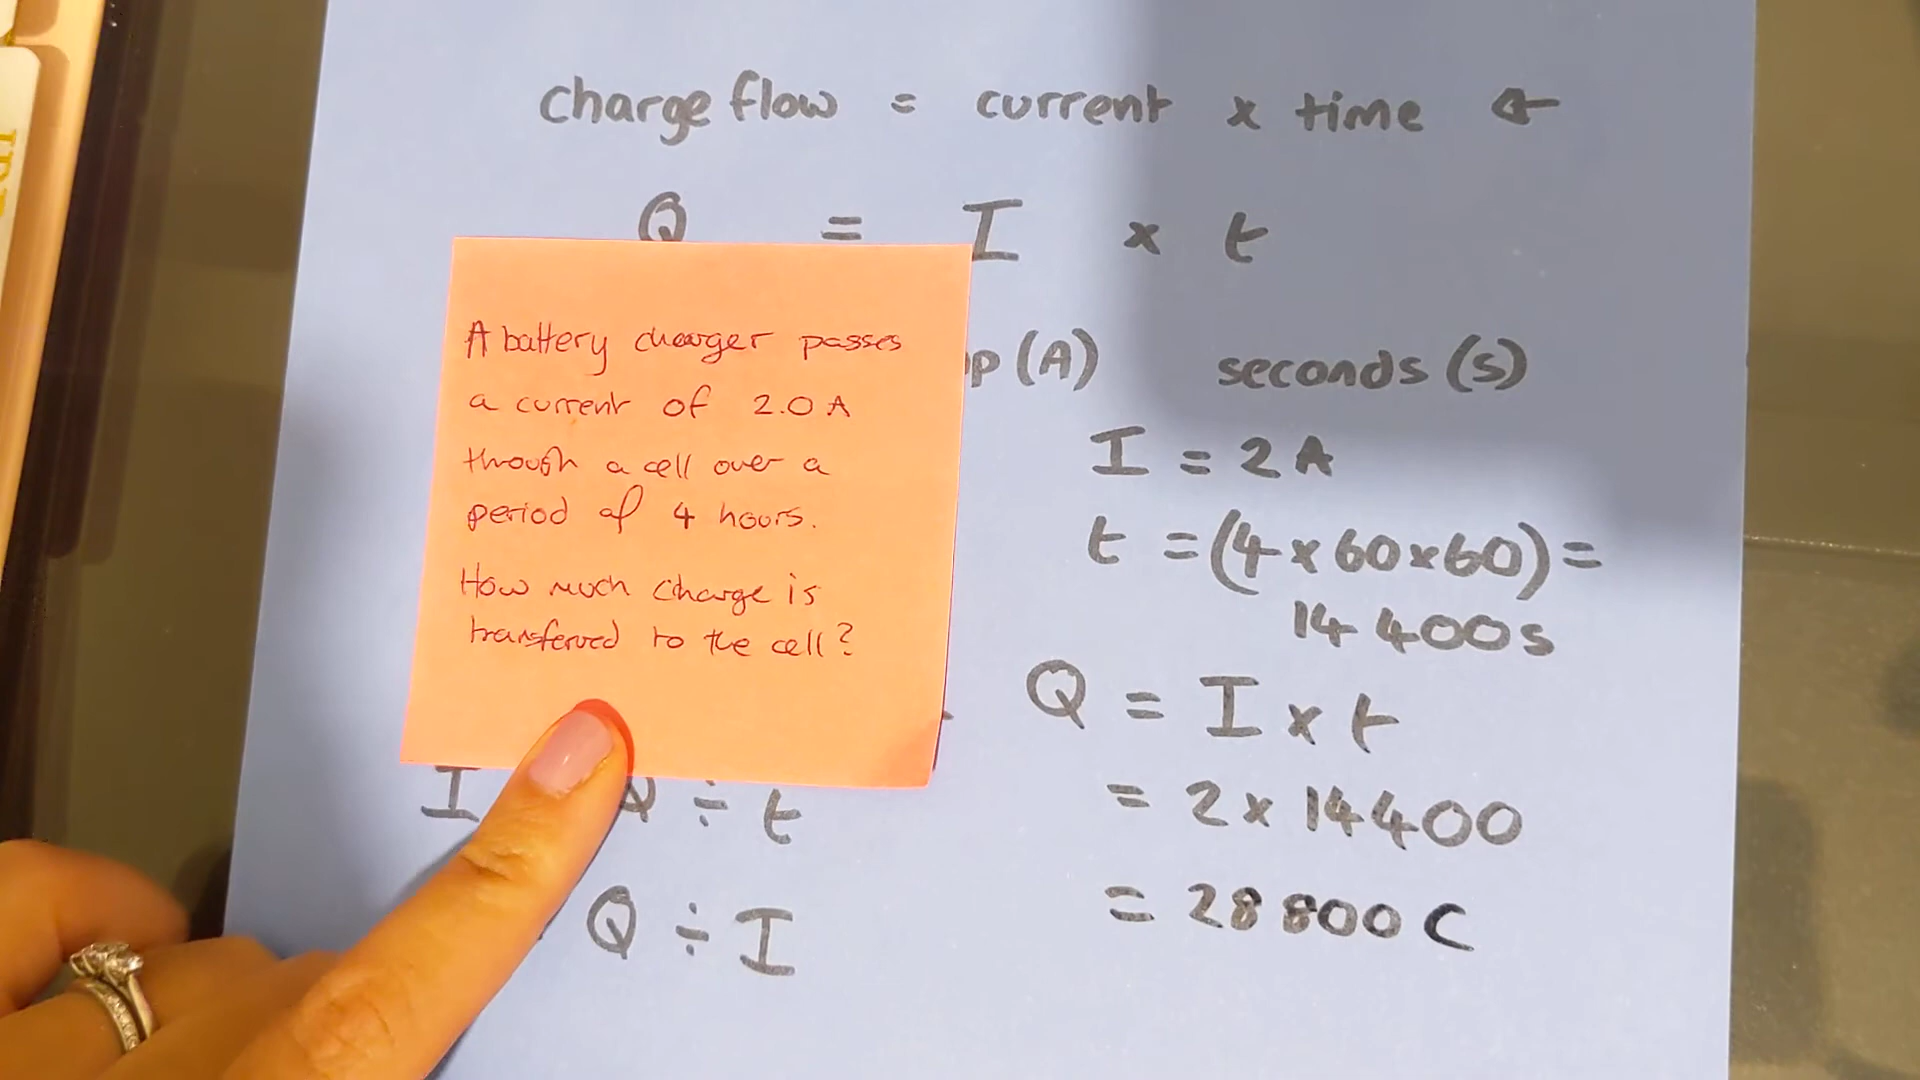 charge flow = current x time ←
Q = I x t
A battery charger passes
a current of 2.0 A
through a cell over a
period of 4 hours.
How much charge is
transferred to the cell?
p (A) seconds (s)
I = 2 A
t = (4 x 60 x 60) =
14 400 s
Q = I x t
= 2 x 14400
= 28 800 C
I Q ÷ t
Q ÷ I